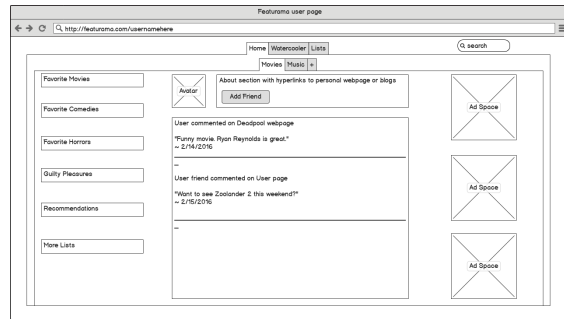 Featurama user page
http://featurama.com/usernamehere
Home Watercooler Lists
search
Movies Music +
Favorite Movies
Favorite Comedies
Favorite Horrors
Guilty Pleasures
Recommendations
More Lists
Avatar
About section with hyperlinks to personal webpage or blogs
Add Friend
User commented on Deadpool webpage
"Funny movie. Ryan Reynolds is great."
~ 2/14/2016
User friend commented on User page
"Want to see Zoolander 2 this weekend?"
~ 2/15/2016
Ad Space
Ad Space
Ad Space